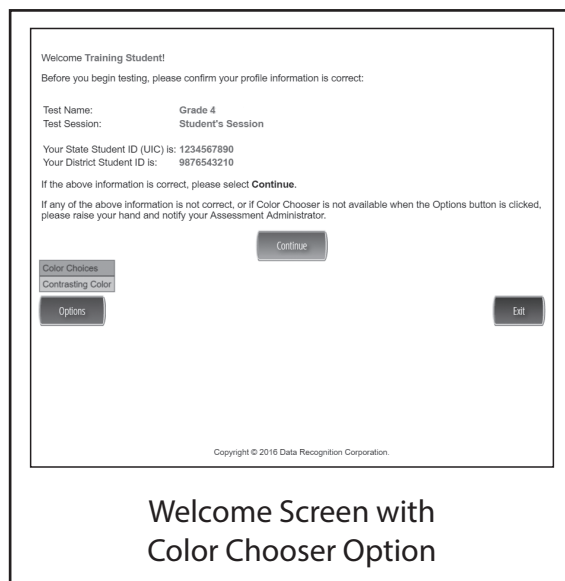 Welcome Training Student!
Before you begin testing, please confirm your profile information is correct:
Test Name: Grade 4
Test Session: Student's Session
Your State Student ID (UIC) is: 1234567890
Your District Student ID is: 9876543210
If the above information is correct, please select Continue.
If any of the above information is not correct, or if Color Chooser is not available when the Options button is clicked,
please raise your hand and notify your Assessment Administrator.
Continue
Color Choices
Contrasting Color
Options Exit
Copyright © 2016 Data Recognition Corporation.
Welcome Screen with
Color Chooser Option